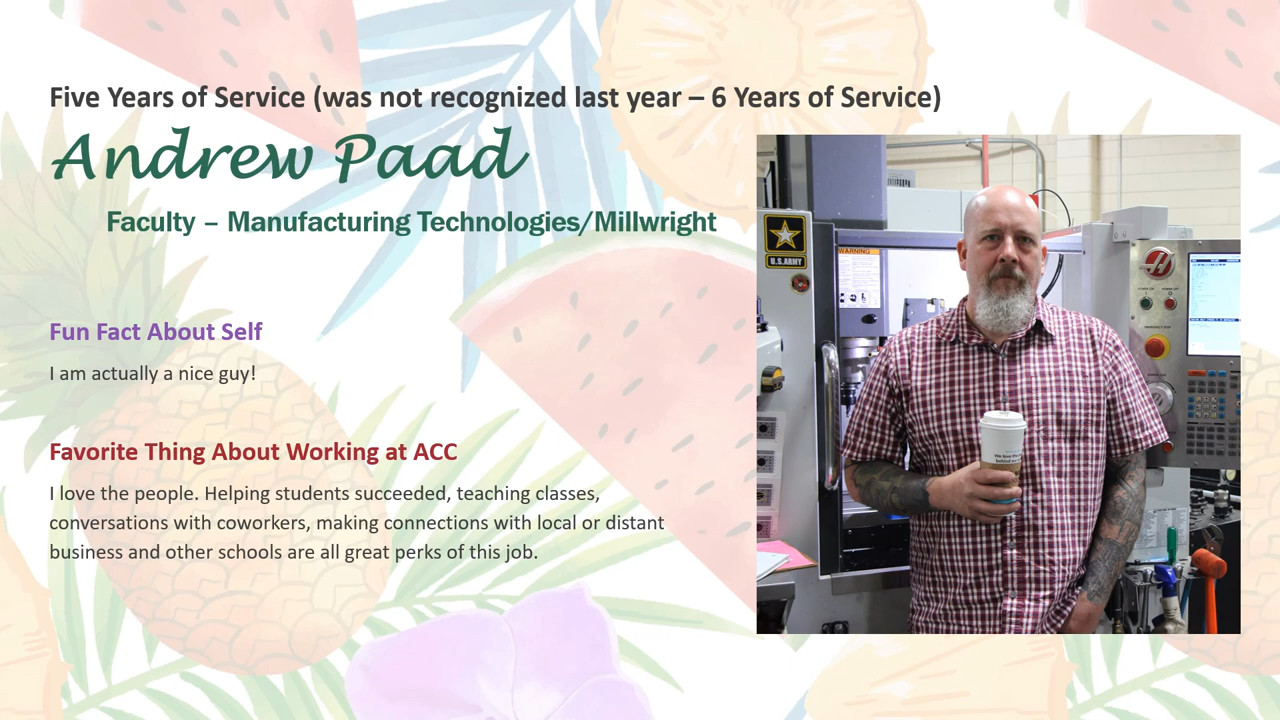 Five Years of Service (was not recognized last year – 6 Years of Service)
Andrew Paad
Faculty – Manufacturing Technologies/Millwright
Fun Fact About Self
I am actually a nice guy!
Favorite Thing About Working at ACC
I love the people. Helping students succeeded, teaching classes,
conversations with coworkers, making connections with local or distant
business and other schools are all great perks of this job.
U.S.ARMY
WARNING